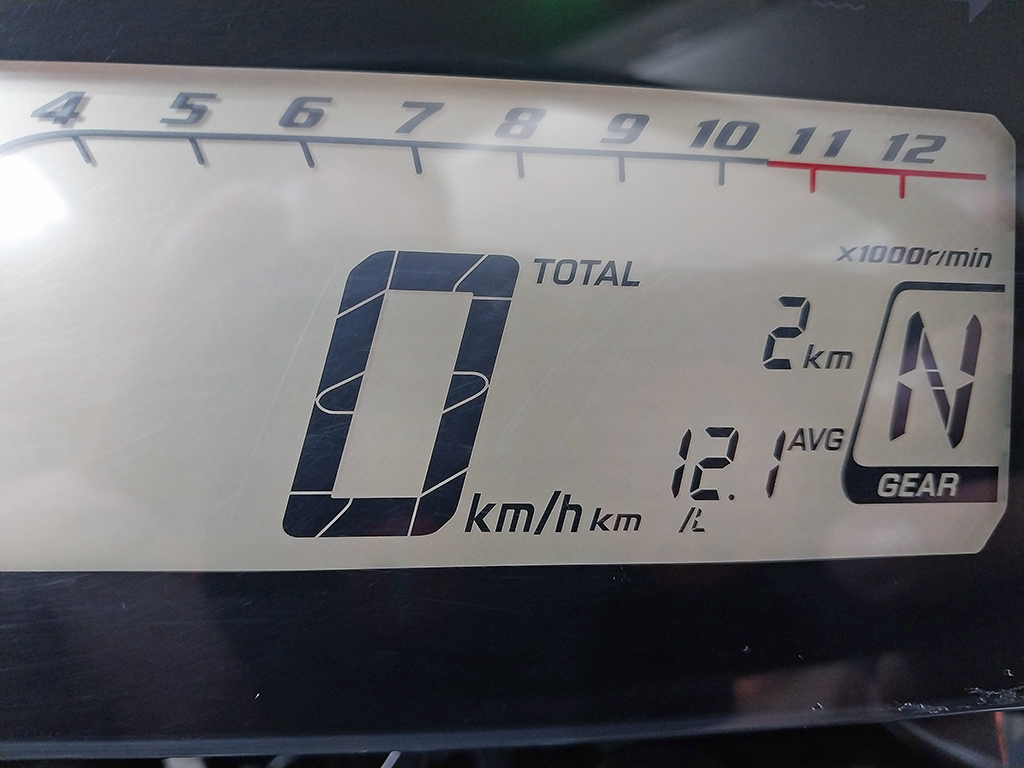 4 5 6 7 8 9 10 11 12
x1000r/min
TOTAL
2 km
0 km/h km
12.1 AVG
/L
N
GEAR